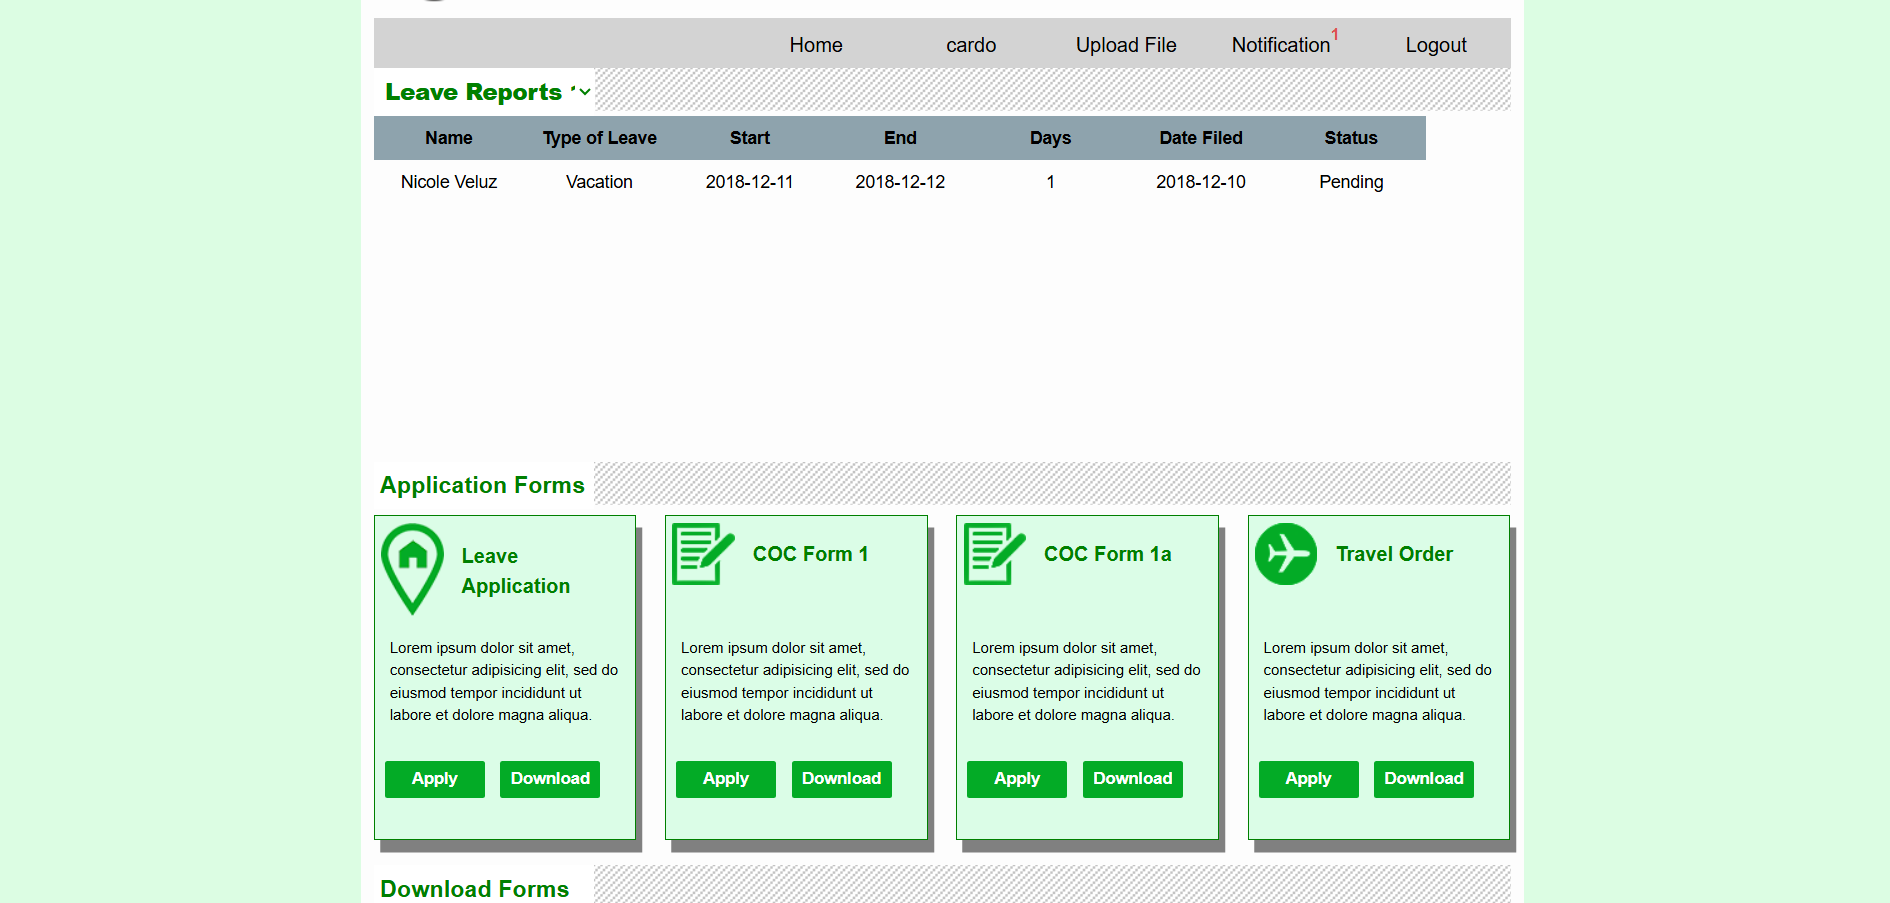 Home cardo Upload File Notification 1 Logout
Leave Reports
Name Type of Leave Start End Days Date Filed Status
Nicole Veluz Vacation 2018-12-11 2018-12-12 1 2018-12-10 Pending
Application Forms
Leave
Application
COC Form 1
COC Form 1a
Travel Order
Lorem ipsum dolor sit amet,
consectetur adipisicing elit, sed do
eiusmod tempor incididunt ut
labore et dolore magna aliqua.
Lorem ipsum dolor sit amet,
consectetur adipisicing elit, sed do
eiusmod tempor incididunt ut
labore et dolore magna aliqua.
Lorem ipsum dolor sit amet,
consectetur adipisicing elit, sed do
eiusmod tempor incididunt ut
labore et dolore magna aliqua.
Lorem ipsum dolor sit amet,
consectetur adipisicing elit, sed do
eiusmod tempor incididunt ut
labore et dolore magna aliqua.
Apply Download
Apply Download
Apply Download
Apply Download
Download Forms